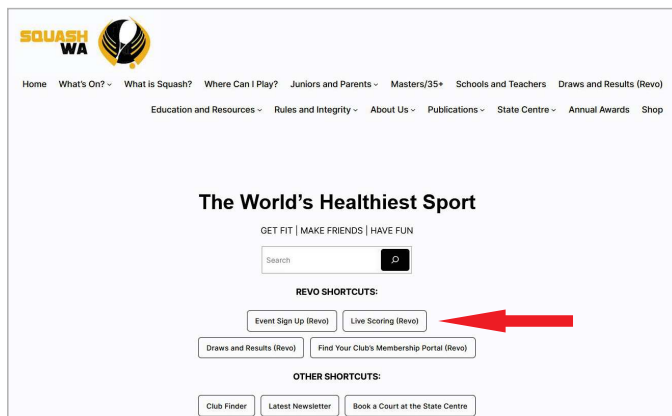 SQUASH
WA
Home What's On? What is Squash? Where Can I Play? Juniors and Parents Masters/35+ Schools and Teachers Draws and Results (Revo)
Education and Resources Rules and Integrity About Us Publications State Centre Annual Awards Shop
The World's Healthiest Sport
GET FIT | MAKE FRIENDS | HAVE FUN
Search
REVO SHORTCUTS:
Event Sign Up (Revo) Live Scoring (Revo)
Draws and Results (Revo) Find Your Club's Membership Portal (Revo)
OTHER SHORTCUTS:
Club Finder Latest Newsletter Book a Court at the State Centre